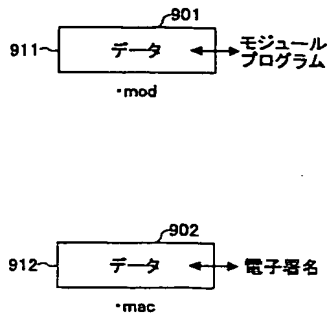 901
911
データ
モジュール
プログラム
・mod
902
912
データ
電子署名
・mac